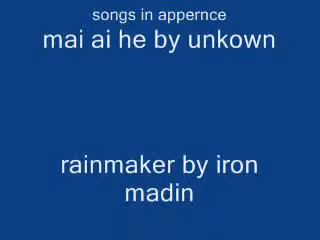 songs in appernce
mai ai he by unkown
rainmaker by iron
madin